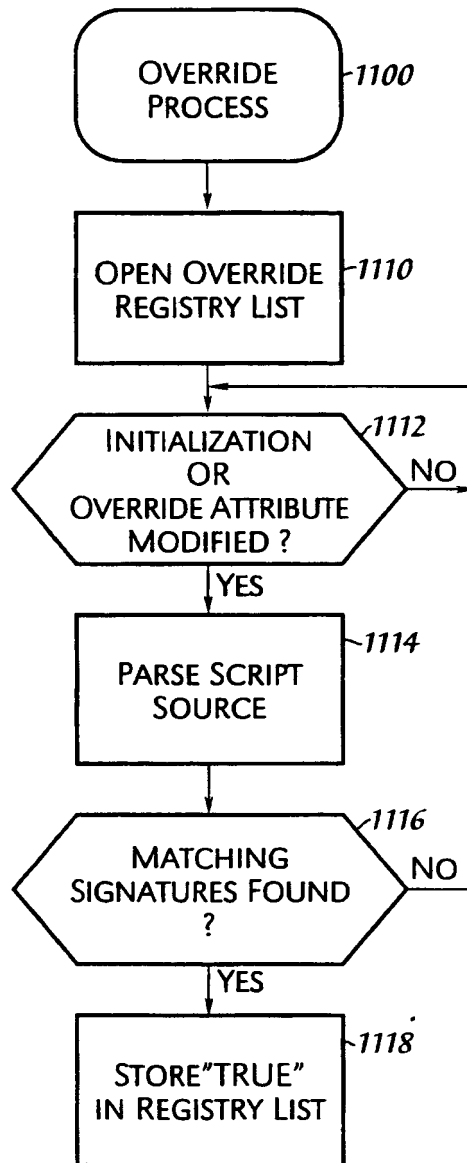 OVERRIDE
PROCESS
1100
OPEN OVERRIDE
REGISTRY LIST
1110
INITIALIZATION
OR
OVERRIDE ATTRIBUTE
MODIFIED ?
1112
NO
YES
PARSE SCRIPT
SOURCE
1114
MATCHING
SIGNATURES FOUND
?
1116
NO
YES
STORE"TRUE"
IN REGISTRY LIST
1118